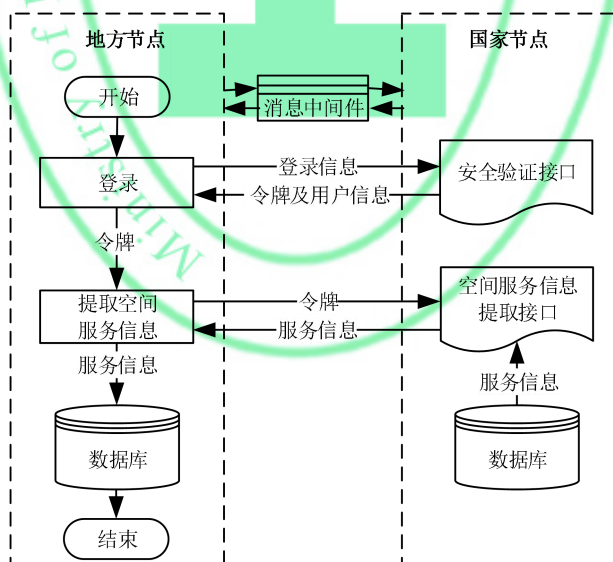 地方节点
国家节点
开始
消息中间件
登录
登录信息
令牌及用户信息
安全验证接口
令牌
提取空间
服务信息
令牌
服务信息
空间服务信息
提取接口
服务信息
服务信息
数据库
数据库
结束
Ministry of